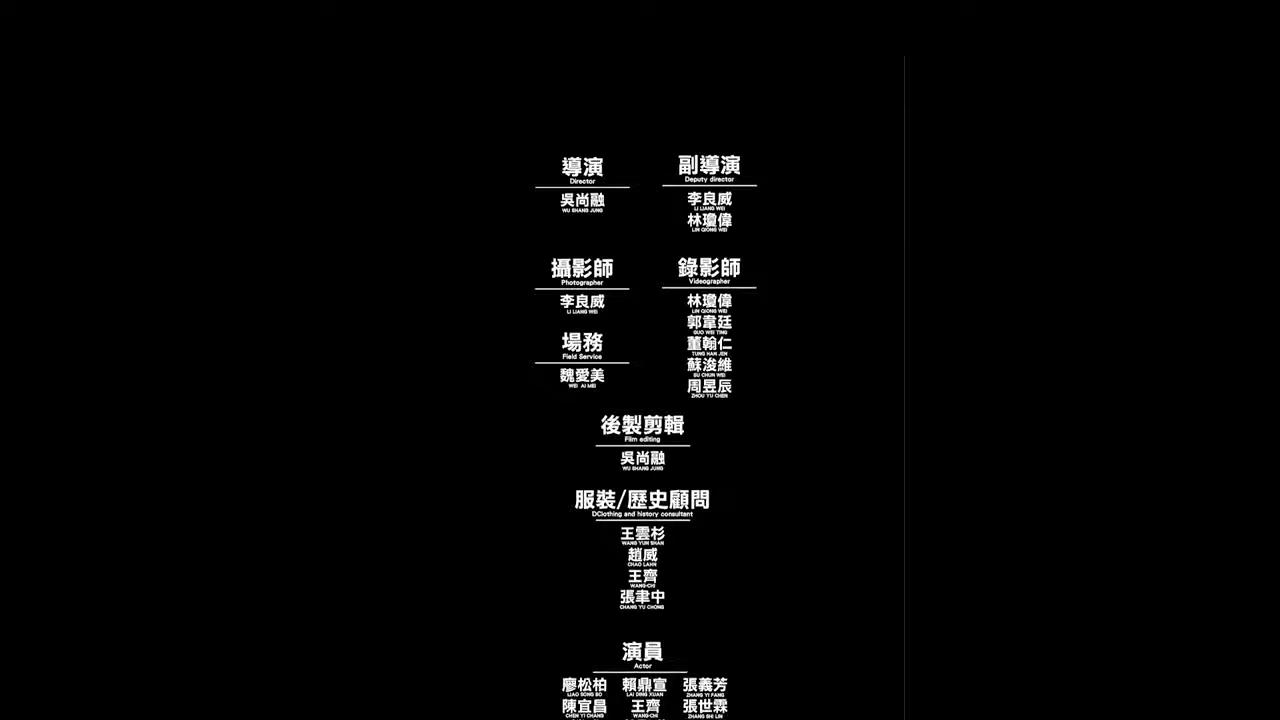 導演
Director
吳尚融
WU SHANG JUNG
副導演
Deputy director
李良威
LI LIANG WEI
林瓊偉
LIN QIONG WEI
攝影師
Photographer
李良威
LI LIANG WEI
錄影師
Videographer
林瓊偉
LIN QIONG WEI
郭韋廷
GUO WEI TING
董翰仁
TUNG HAN JEN
蘇浚維
SU CHUN WEI
周昱辰
ZHOU YU CHEN
場務
Field Service
魏愛美
WEI AI MEI
後製剪輯
Film editing
吳尚融
WU SHANG JUNG
服裝/歷史顧問
DClothing and history consultant
王雲杉
WANG YUN SHAN
趙威
CHAO LAHN
王齊
WANG-CHI
張聿中
CHANG YU CHONG
演員
Actor
廖松柏 賴鼎宣 張義芳
LIAO SONG BO LAI DING XUAN ZHANG YI FANG
陳宜昌 王齊 張世霖
CHEN YI CHANG WANG-CHI ZHANG SHI LIN